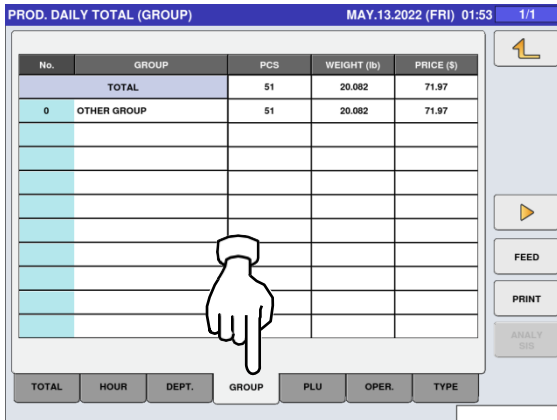 PROD. DAILY TOTAL (GROUP) MAY.13.2022 (FRI) 01:53 1/1
No. GROUP PCS WEIGHT (lb) PRICE ($)
TOTAL 51 20.082 71.97
0 OTHER GROUP 51 20.082 71.97
FEED
PRINT
ANALY
SIS
TOTAL HOUR DEPT. GROUP PLU OPER. TYPE